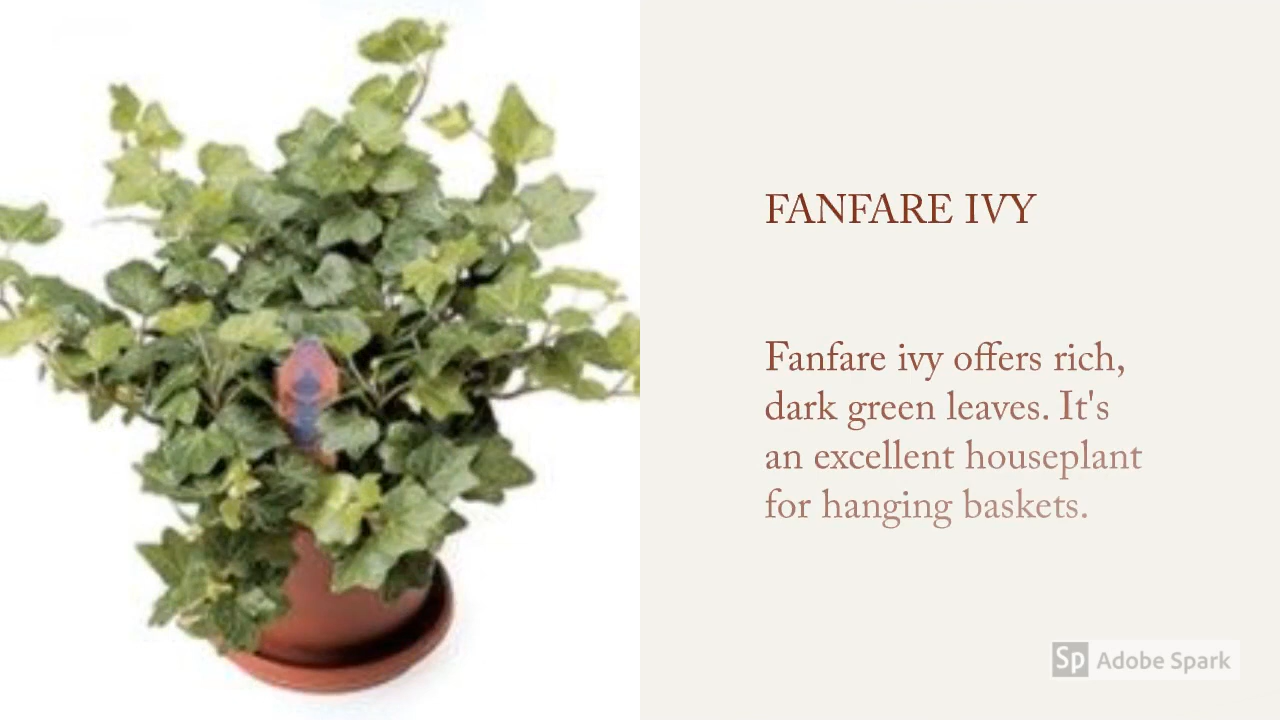 FANFARE IVY
Fanfare ivy offers rich,
dark green leaves. It's
an excellent houseplant
for hanging baskets.
Sp Adobe Spark